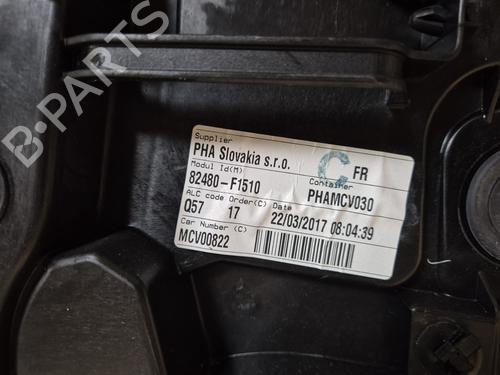 B-PARTS
Supplier
PHA Slovakia s.r.o.
C FR
Modul Id(M) Container
82480-F1510 PHAMCV030
ALC code Order(C) Date
Q57 17 22/03/2017 08:04:39
Car Number (C)
MCV00822